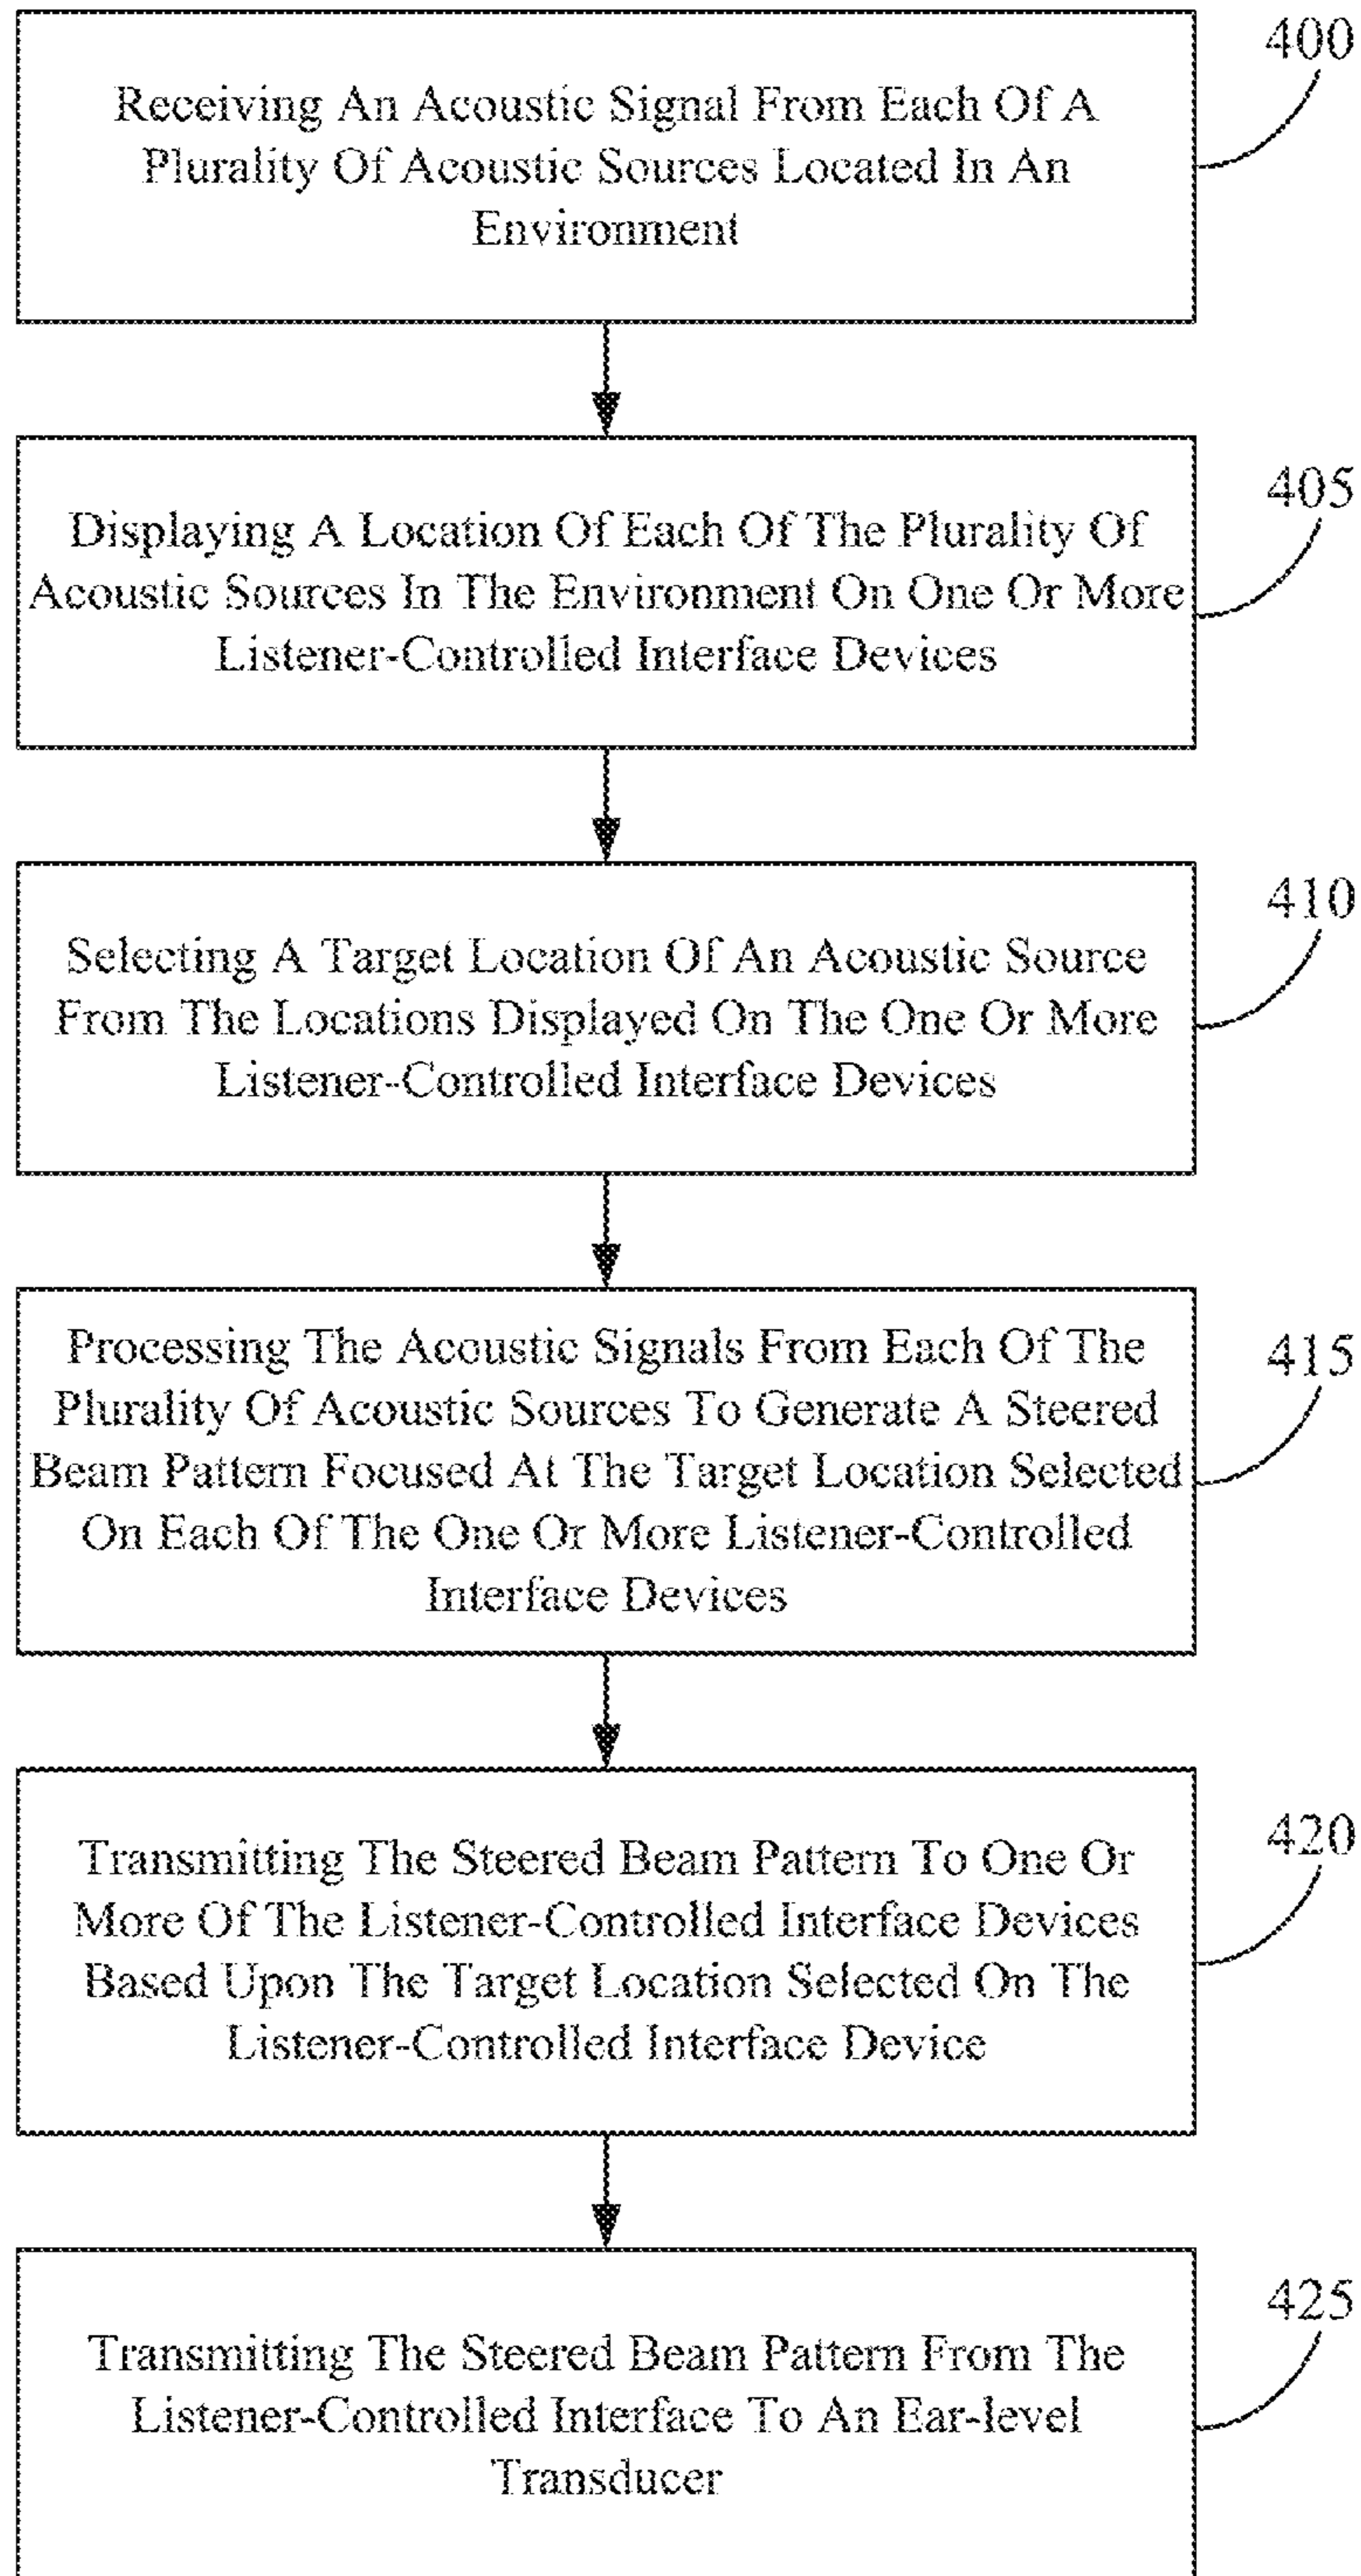 400
Receiving An Acoustic Signal From Each Of A
Plurality Of Acoustic Sources Located In An
Environment
405
Displaying A Location Of Each Of The Plurality Of
Acoustic Sources In The Environment On One Or More
Listener-Controlled Interface Devices
410
Selecting A Target Location Of An Acoustic Source
From The Locations Displayed On The One Or More
Listener-Controlled Interface Devices
415
Processing The Acoustic Signals From Each Of The
Plurality Of Acoustic Sources To Generate A Steered
Beam Pattern Focused At The Target Location Selected
On Each Of The One Or More Listener-Controlled
Interface Devices
420
Transmitting The Steered Beam Pattern To One Or
More Of The Listener-Controlled Interface Devices
Based Upon The Target Location Selected On The
Listener-Controlled Interface Device
425
Transmitting The Steered Beam Pattern From The
Listener-Controlled Interface To An Ear-level
Transducer